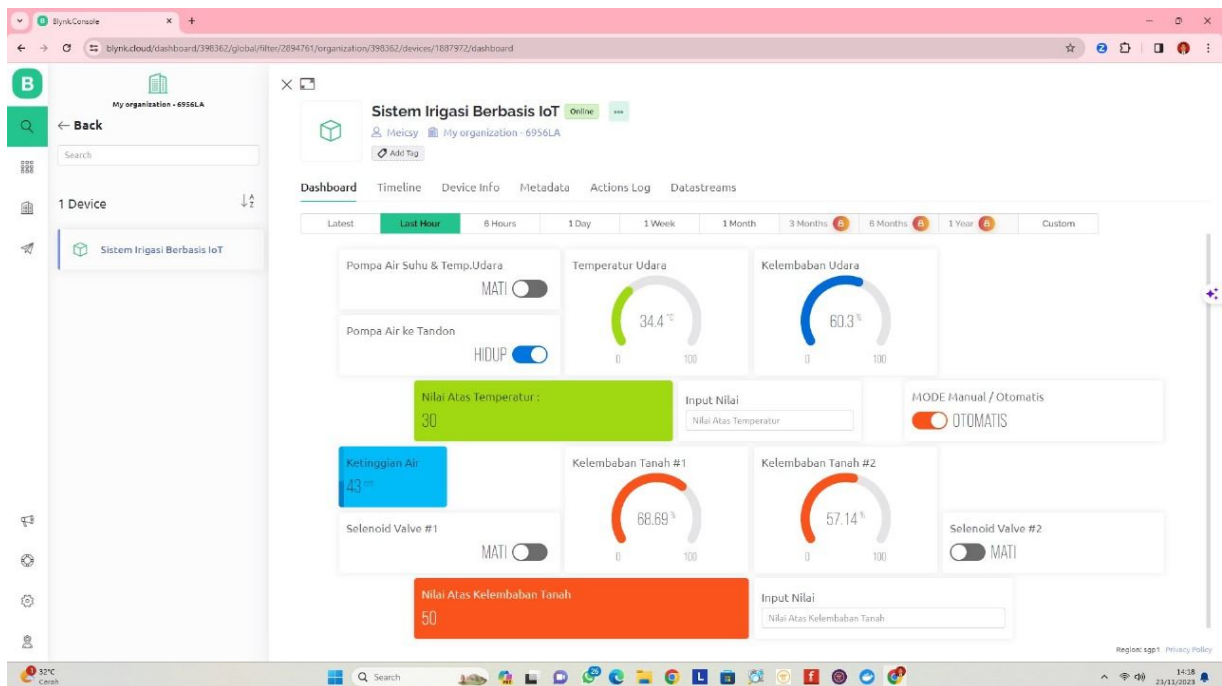 Blynk.Console
blynk.cloud/dashboard/398362/global/filter/2894761/organization/398362/devices/1887972/dashboard
B
My organization - 6956LA
Back
Search
1 Device
Sistem Irigasi Berbasis IoT
Sistem Irigasi Berbasis IoT Online
Meicsy My organization - 6956LA
Add Tag
Dashboard Timeline Device Info Metadata Actions Log Datastreams
Latest Last Hour 6 Hours 1 Day 1 Week 1 Month 3 Months 6 Months 1 Year Custom
Pompa Air Suhu & Temp.Udara
MATI
Temperatur Udara
34.4 °C
0 100
Kelembaban Udara
60.3 %
0 100
Pompa Air ke Tandon
HIDUP
Nilai Atas Temperatur :
30
Input Nilai
Nilai Atas Temperatur
MODE Manual / Otomatis
OTOMATIS
Ketinggian Air
43 cm
Kelembaban Tanah #1
68.69 %
0 100
Kelembaban Tanah #2
57.14 %
0 100
Selenoid Valve #1
MATI
Selenoid Valve #2
MATI
Nilai Atas Kelembaban Tanah
50
Input Nilai
Nilai Atas Kelembaban Tanah
Region: sgp1 Privacy Policy
32°C
Cerah
Search
14:18
23/11/2023